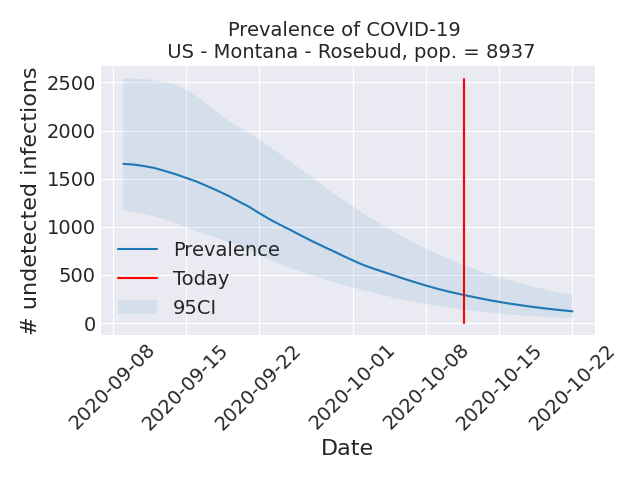 Prevalence of COVID-19
US - Montana - Rosebud, pop. = 8937
# undetected infections
2500
2000
1500
1000
500
0
Prevalence
Today
95CI
2020-09-08
2020-09-15
2020-09-22
2020-10-01
2020-10-08
2020-10-15
2020-10-22
Date